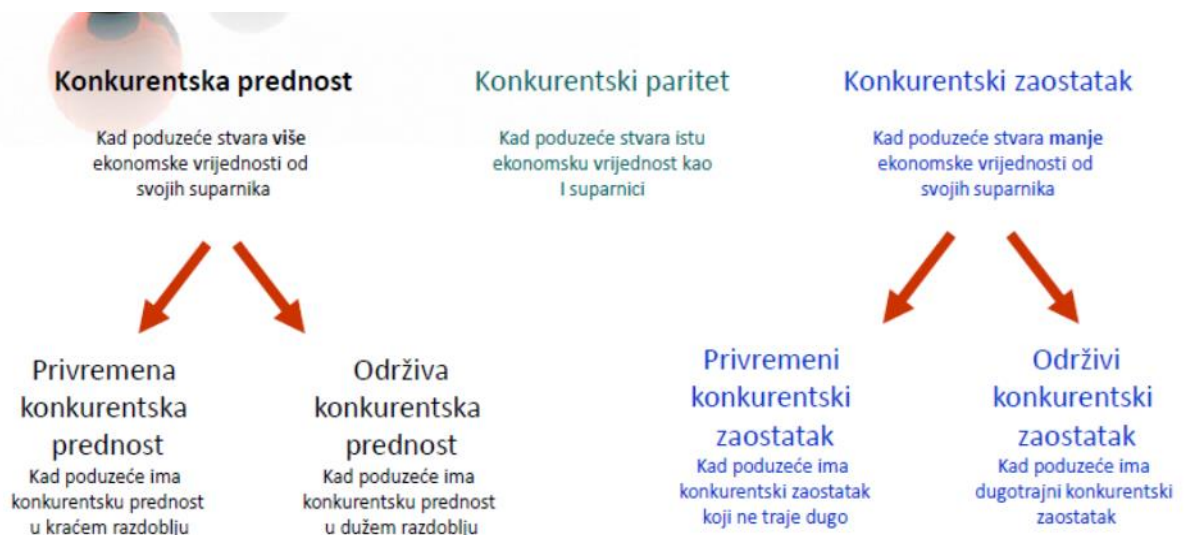 Konkurentska prednost
Kad poduzeće stvara više
ekonomske vrijednosti od
svojih suparnika
Konkurentski paritet
Kad poduzeće stvara istu
ekonomsku vrijednost kao
I suparnici
Konkurentski zaostatak
Kad poduzeće stvara manje
ekonomske vrijednosti od
svojih suparnika
Privremena
konkurentska
prednost
Kad poduzeće ima
konkurentsku prednost
u kraćem razdoblju
Održiva
konkurentska
prednost
Kad poduzeće ima
konkurentsku prednost
u dužem razdoblju
Privremeni
konkurentski
zaostatak
Kad poduzeće ima
konkurentski zaostatak
koji ne traje dugo
Održivi
konkurentski
zaostatak
Kad poduzeće ima
dugotrajni konkurentski
zaostatak